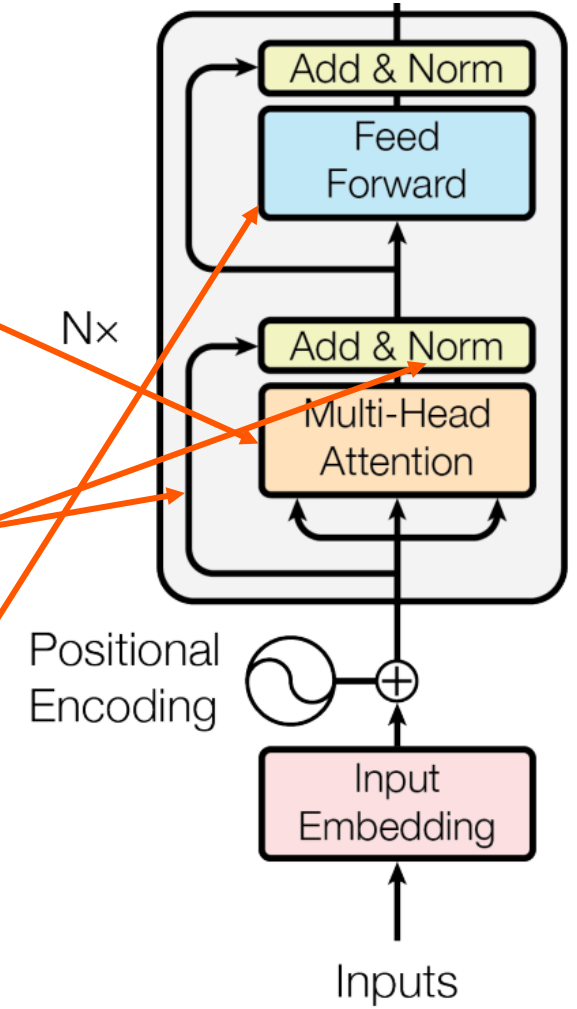 Add & Norm
Feed
Forward
N×
Add & Norm
Multi-Head
Attention
Positional
Encoding
Input
Embedding
Inputs